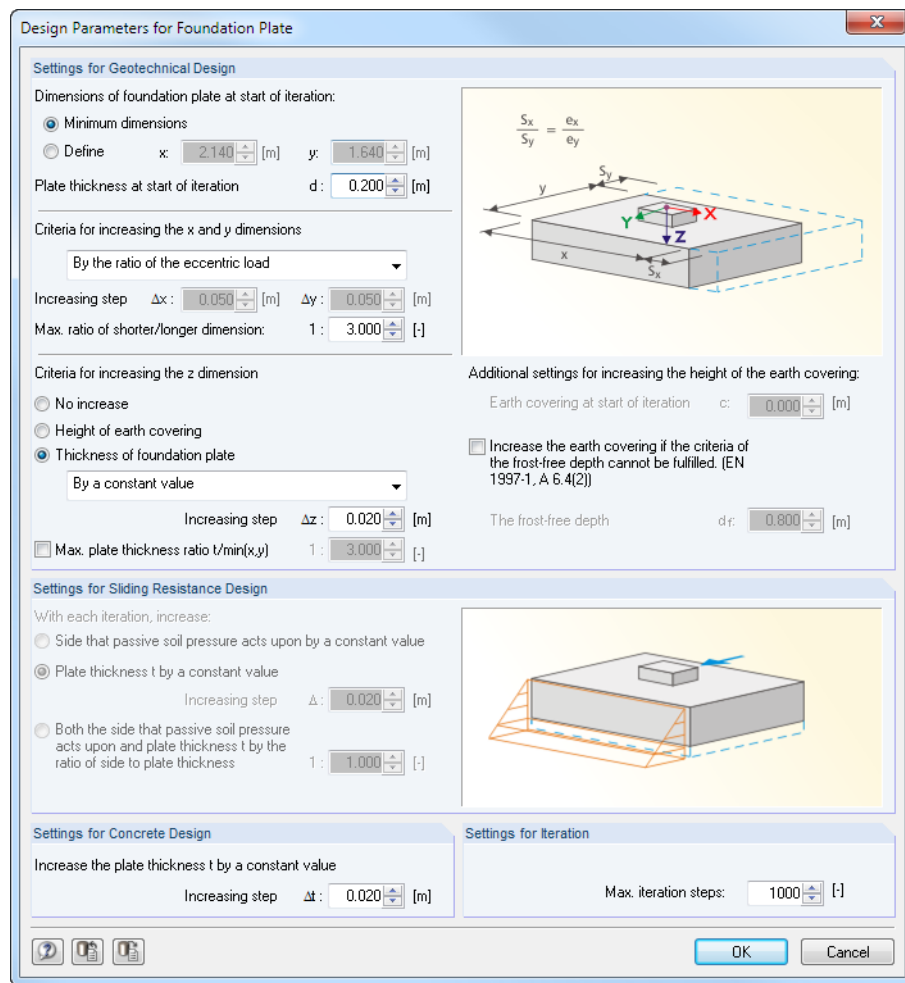 Design Parameters for Foundation Plate
Settings for Geotechnical Design
Dimensions of foundation plate at start of iteration:
Minimum dimensions
Define x: 2.140 [m] y: 1.640 [m]
Plate thickness at start of iteration d : 0.200 [m]
Criteria for increasing the x and y dimensions
By the ratio of the eccentric load
Increasing step Δx : 0.050 [m] Δy : 0.050 [m]
Max. ratio of shorter/longer dimension: 1 : 3.000 [-]
Sx ex
— = —
Sy ey
Sy
y
Y X
Z
x
Sx
Criteria for increasing the z dimension
No increase
Height of earth covering
Thickness of foundation plate
By a constant value
Increasing step Δz : 0.020 [m]
Max. plate thickness ratio t/min(x,y) 1 : 3.000 [-]
Additional settings for increasing the height of the earth covering:
Earth covering at start of iteration c: 0.000 [m]
Increase the earth covering if the criteria of
the frost-free depth cannot be fulfilled. (EN
1997-1, A 6.4(2))
The frost-free depth df: 0.800 [m]
Settings for Sliding Resistance Design
With each iteration, increase:
Side that passive soil pressure acts upon by a constant value
Plate thickness t by a constant value
Increasing step Δ : 0.020 [m]
Both the side that passive soil pressure
acts upon and plate thickness t by the
ratio of side to plate thickness 1 : 1.000 [-]
Settings for Concrete Design
Increase the plate thickness t by a constant value
Increasing step Δt : 0.020 [m]
Settings for Iteration
Max. iteration steps: 1000 [-]
OK Cancel